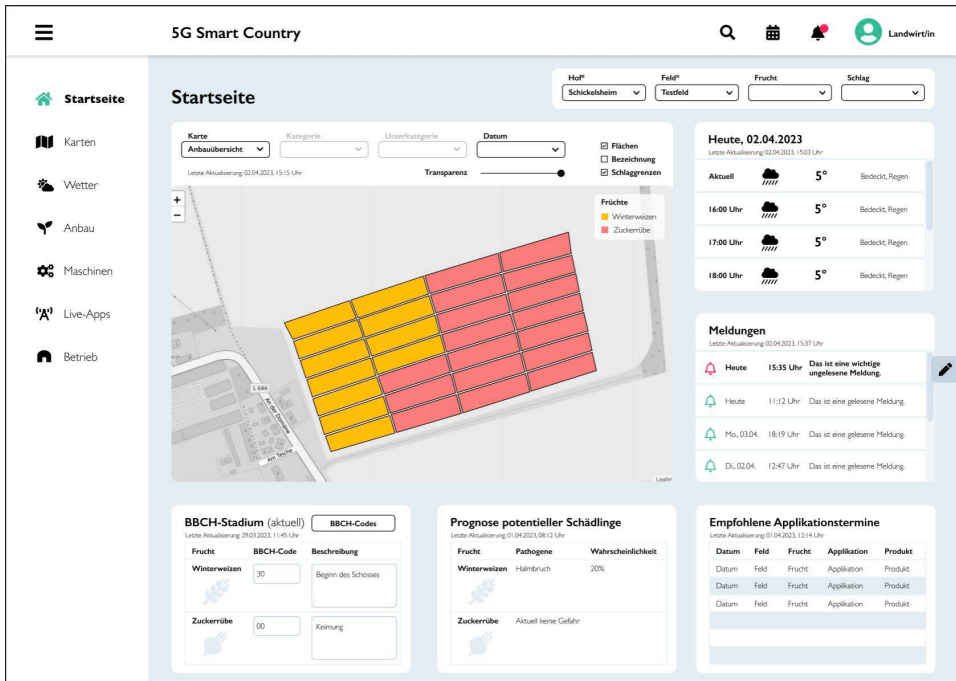 5G Smart Country
Landwirt/in
Startseite
Karten
Wetter
Anbau
Maschinen
Live-Apps
Betrieb
Startseite
Hof* Feld* Frucht Schlag
Schickelsheim Testfeld
Karte Kategorie Unterkategorie Datum
Anbauübersicht
Letzte Aktualisierung: 02.04.2023, 15:15 Uhr
Transparenz
Flächen
Bezeichnung
Schlaggrenzen
+
−
Früchte
Winterweizen
Zuckerrübe
L 644
An der Domäne
Am Teiche
Leaflet
Heute, 02.04.2023
Letzte Aktualisierung: 02.04.2023, 15:03 Uhr
Aktuell 5° Bedeckt, Regen
16:00 Uhr 5° Bedeckt, Regen
17:00 Uhr 5° Bedeckt, Regen
18:00 Uhr 5° Bedeckt, Regen
Meldungen
Letzte Aktualisierung: 02.04.2023, 15:37 Uhr
Heute 15:35 Uhr Das ist eine wichtige
ungelesene Meldung.
Heute 11:12 Uhr Das ist eine gelesene Meldung.
Mo., 03.04. 18:19 Uhr Das ist eine gelesene Meldung.
Di., 02.04. 12:47 Uhr Das ist eine gelesene Meldung.
BBCH-Stadium (aktuell) BBCH-Codes
Letzte Aktualisierung: 29.03.2023, 11:45 Uhr
Frucht BBCH-Code Beschreibung
Winterweizen 30 Beginn des Schosses
Zuckerrübe 00 Keimung
Prognose potentieller Schädlinge
Letzte Aktualisierung: 01.04.2023, 08:12 Uhr
Frucht Pathogene Wahrscheinlichkeit
Winterweizen Halmbruch 20%
Zuckerrübe Aktuell keine Gefahr
Empfohlene Applikationstermine
Letzte Aktualisierung: 01.04.2023, 12:14 Uhr
Datum Feld Frucht Applikation Produkt
Datum Feld Frucht Applikation Produkt
Datum Feld Frucht Applikation Produkt
Datum Feld Frucht Applikation Produkt